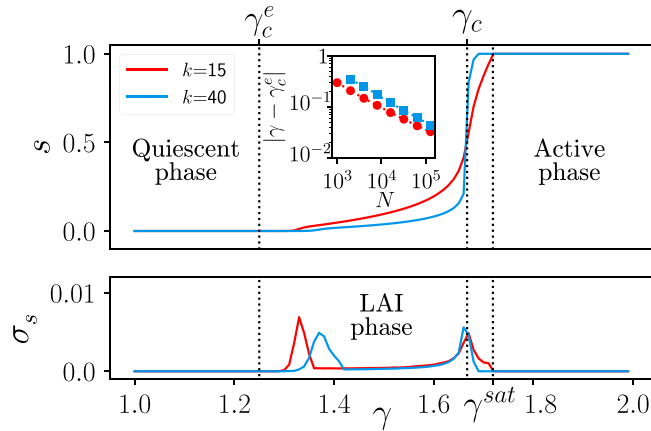 γ_c^e γ_c
1.0
k=15
k=40
s
0.5
0.0
Quiescent
phase
Active
phase
|γ − γ_c^e|
1
10^{-1}
10^{-2}
10^3 10^4 10^5
N
σ_s
0.01
0.00
LAI
phase
1.0 1.2 1.4 1.6 1.8 2.0
γ γ^{sat}